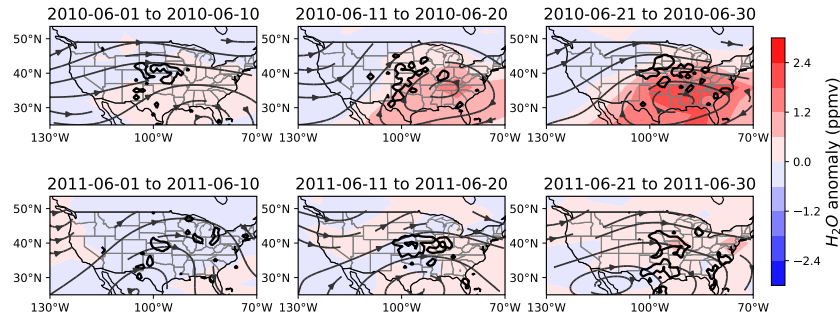 2010-06-01 to 2010-06-10 2010-06-11 to 2010-06-20 2010-06-21 to 2010-06-30
50°N 50°N 50°N
40°N 40°N 40°N
30°N 30°N 30°N
130°W 100°W 70°W 130°W 100°W 70°W 130°W 100°W 70°W
2011-06-01 to 2011-06-10 2011-06-11 to 2011-06-20 2011-06-21 to 2011-06-30
50°N 50°N 50°N
40°N 40°N 40°N
30°N 30°N 30°N
130°W 100°W 70°W 130°W 100°W 70°W 130°W 100°W 70°W
2.4
1.2
0.0
−1.2
−2.4
H₂O anomaly (ppmv)